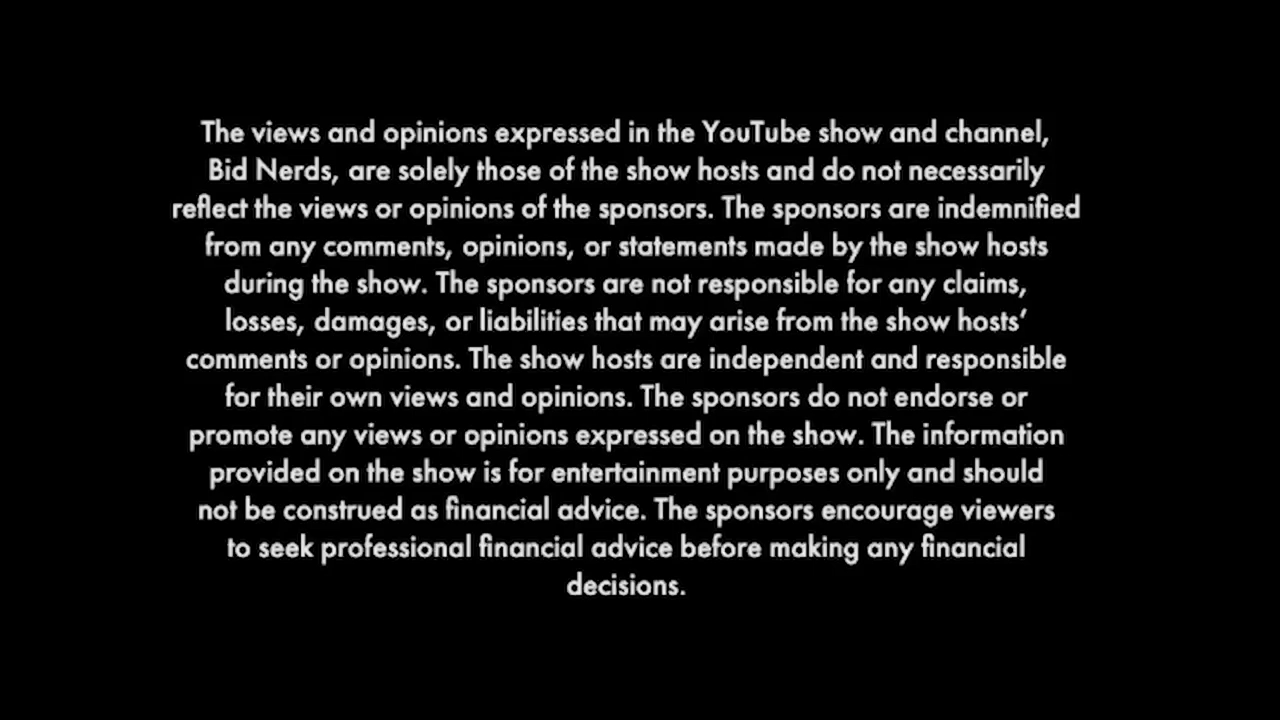 The views and opinions expressed in the YouTube show and channel,
Bid Nerds, are solely those of the show hosts and do not necessarily
reflect the views or opinions of the sponsors. The sponsors are indemnified
from any comments, opinions, or statements made by the show hosts
during the show. The sponsors are not responsible for any claims,
losses, damages, or liabilities that may arise from the show hosts’
comments or opinions. The show hosts are independent and responsible
for their own views and opinions. The sponsors do not endorse or
promote any views or opinions expressed on the show. The information
provided on the show is for entertainment purposes only and should
not be construed as financial advice. The sponsors encourage viewers
to seek professional financial advice before making any financial
decisions.